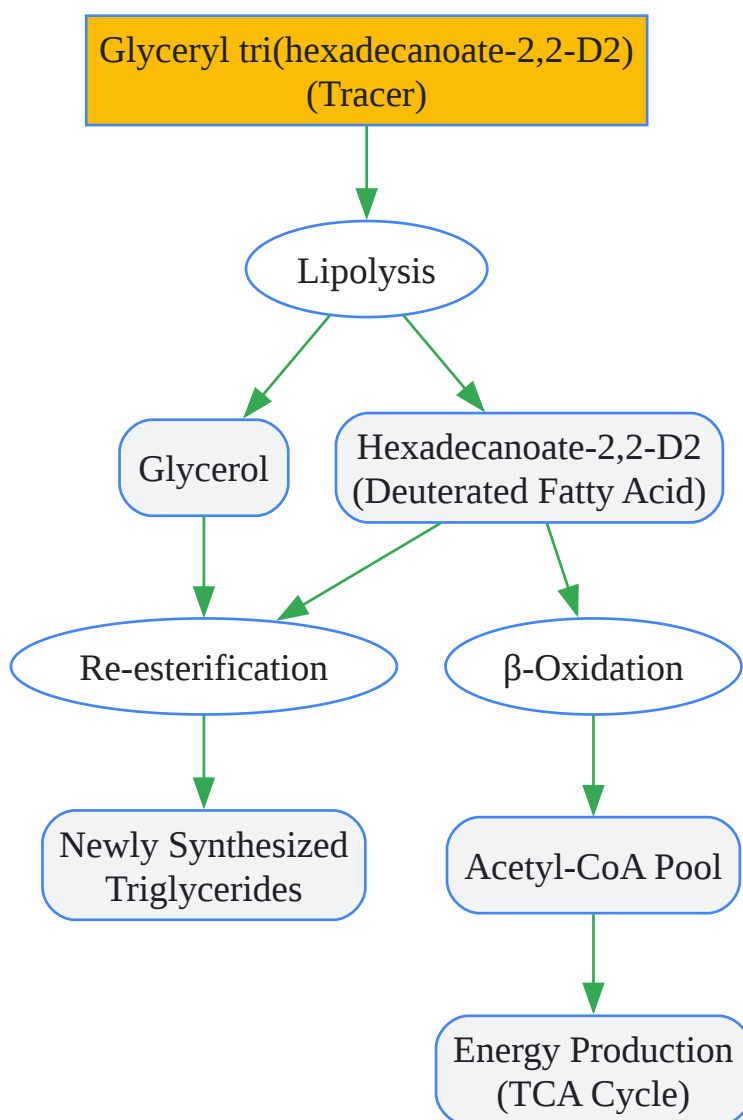 Glyceryl tri(hexadecanoate-2,2-D2)
(Tracer)
Lipolysis
Glycerol
Hexadecanoate-2,2-D2
(Deuterated Fatty Acid)
Re-esterification
β-Oxidation
Newly Synthesized
Triglycerides
Acetyl-CoA Pool
Energy Production
(TCA Cycle)